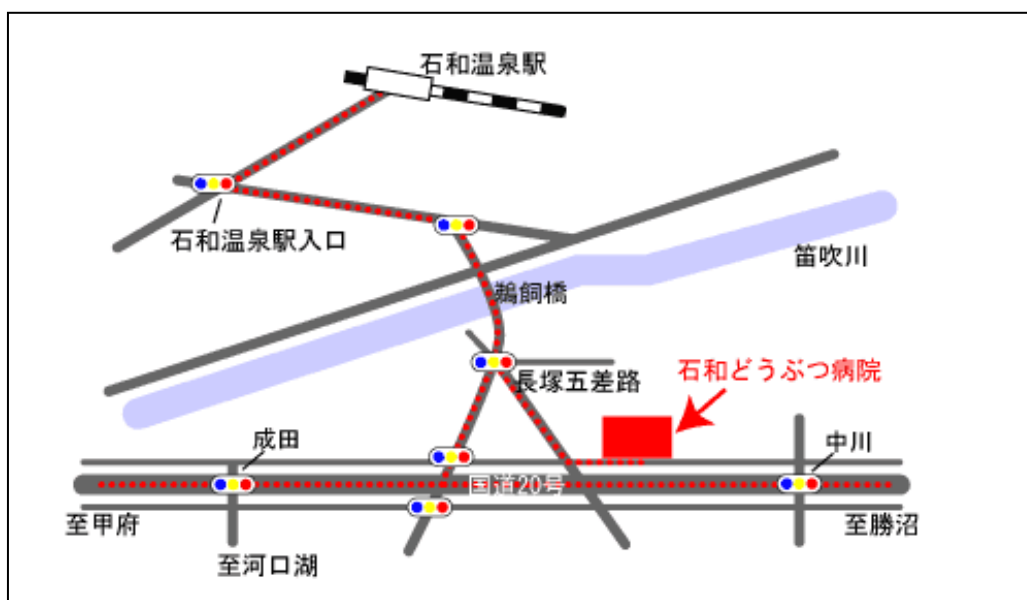 石和温泉駅
石和温泉駅入口
笛吹川
鵜飼橋
長塚五差路
石和どうぶつ病院
成田
中川
国道20号
至甲府
至勝沼
至河口湖